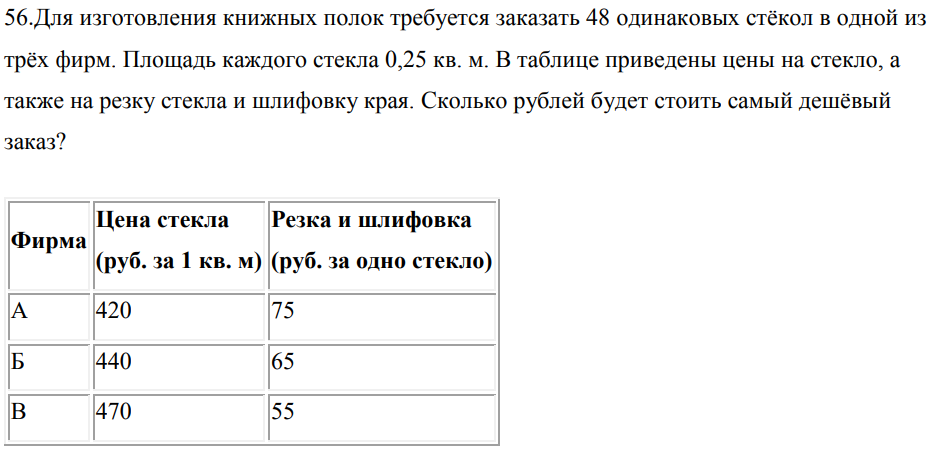 56.Для изготовления книжных полок требуется заказать 48 одинаковых стёкол в одной из
трёх фирм. Площадь каждого стекла 0,25 кв. м. В таблице приведены цены на стекло, а
также на резку стекла и шлифовку края. Сколько рублей будет стоить самый дешёвый
заказ?
Фирма Цена стекла (руб. за 1 кв. м) Резка и шлифовка (руб. за одно стекло)
А 420 75
Б 440 65
В 470 55